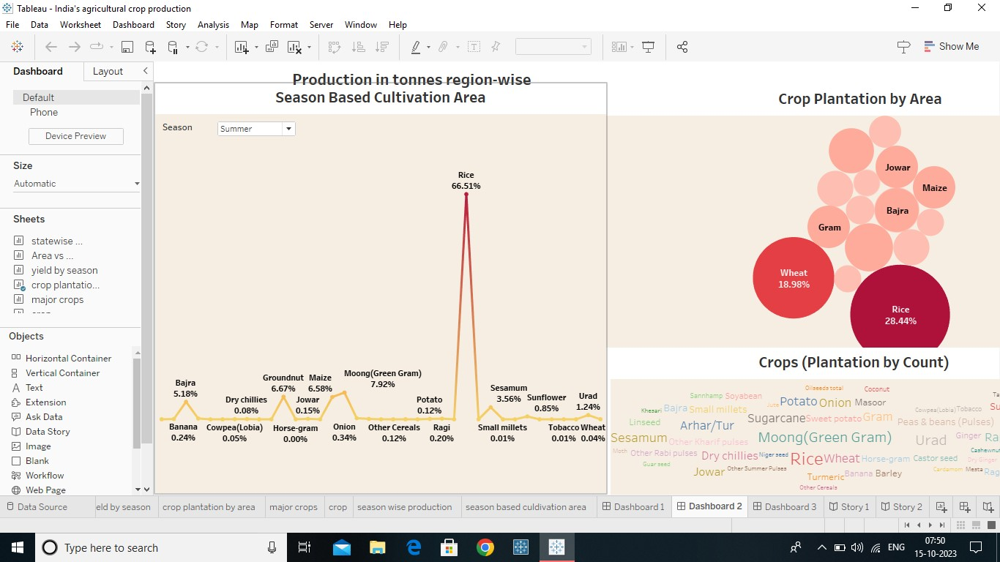 Tableau - India's agricultural crop production
File Data Worksheet Dashboard Story Analysis Map Format Server Window Help
Show Me
Dashboard Layout
Default
Phone
Device Preview
Size
Automatic
Sheets
statewise ...
Area vs ...
yield by season
crop plantatio...
major crops
Objects
Horizontal Container
Vertical Container
Text
Extension
Ask Data
Data Story
Image
Blank
Workflow
Web Page
Production in tonnes region-wise
Season Based Cultivation Area
Season Summer
Rice
66.51%
Bajra
5.18%
Dry chillies
0.08%
Groundnut
6.67%
Jowar
0.15%
Maize
6.58%
Moong(Green Gram)
7.92%
Potato
0.12%
Sesamum
3.56%
Sunflower
0.85%
Urad
1.24%
Banana
0.24%
Cowpea(Lobia)
0.05%
Horse-gram
0.00%
Onion
0.34%
Other Cereals
0.12%
Ragi
0.20%
Small millets
0.01%
Tobacco
0.01%
Wheat
0.04%
Crop Plantation by Area
Jowar
Maize
Bajra
Gram
Wheat
18.98%
Rice
28.44%
Crops (Plantation by Count)
Oilseeds total Coconut
Sannhamp Soyabean
Jute Potato Onion Masoor
Khesari Bajra Small millets Cowpea(Lobia) Tobacco
Linseed Arhar/Tur Sugarcane Sweet potato Gram Peas & beans (Pulses)
Sesamum Other Kharif pulses Moong(Green Gram) Urad Ginger
Moth Other Rabi pulses Dry chillies Niger seed Rice Wheat Horse-gram Castor seed
Guar seed Dry Ginger
Jowar Other Summer Pulses Turmeric Banana Barley Cardamom Mesta
Other Cereals
Data Source eld by season crop plantation by area major crops crop season wise production season based culdivation area Dashboard 1 Dashboard 2 Dashboard 3 Story 1 Story 2
Type here to search
ENG
07:50
15-10-2023